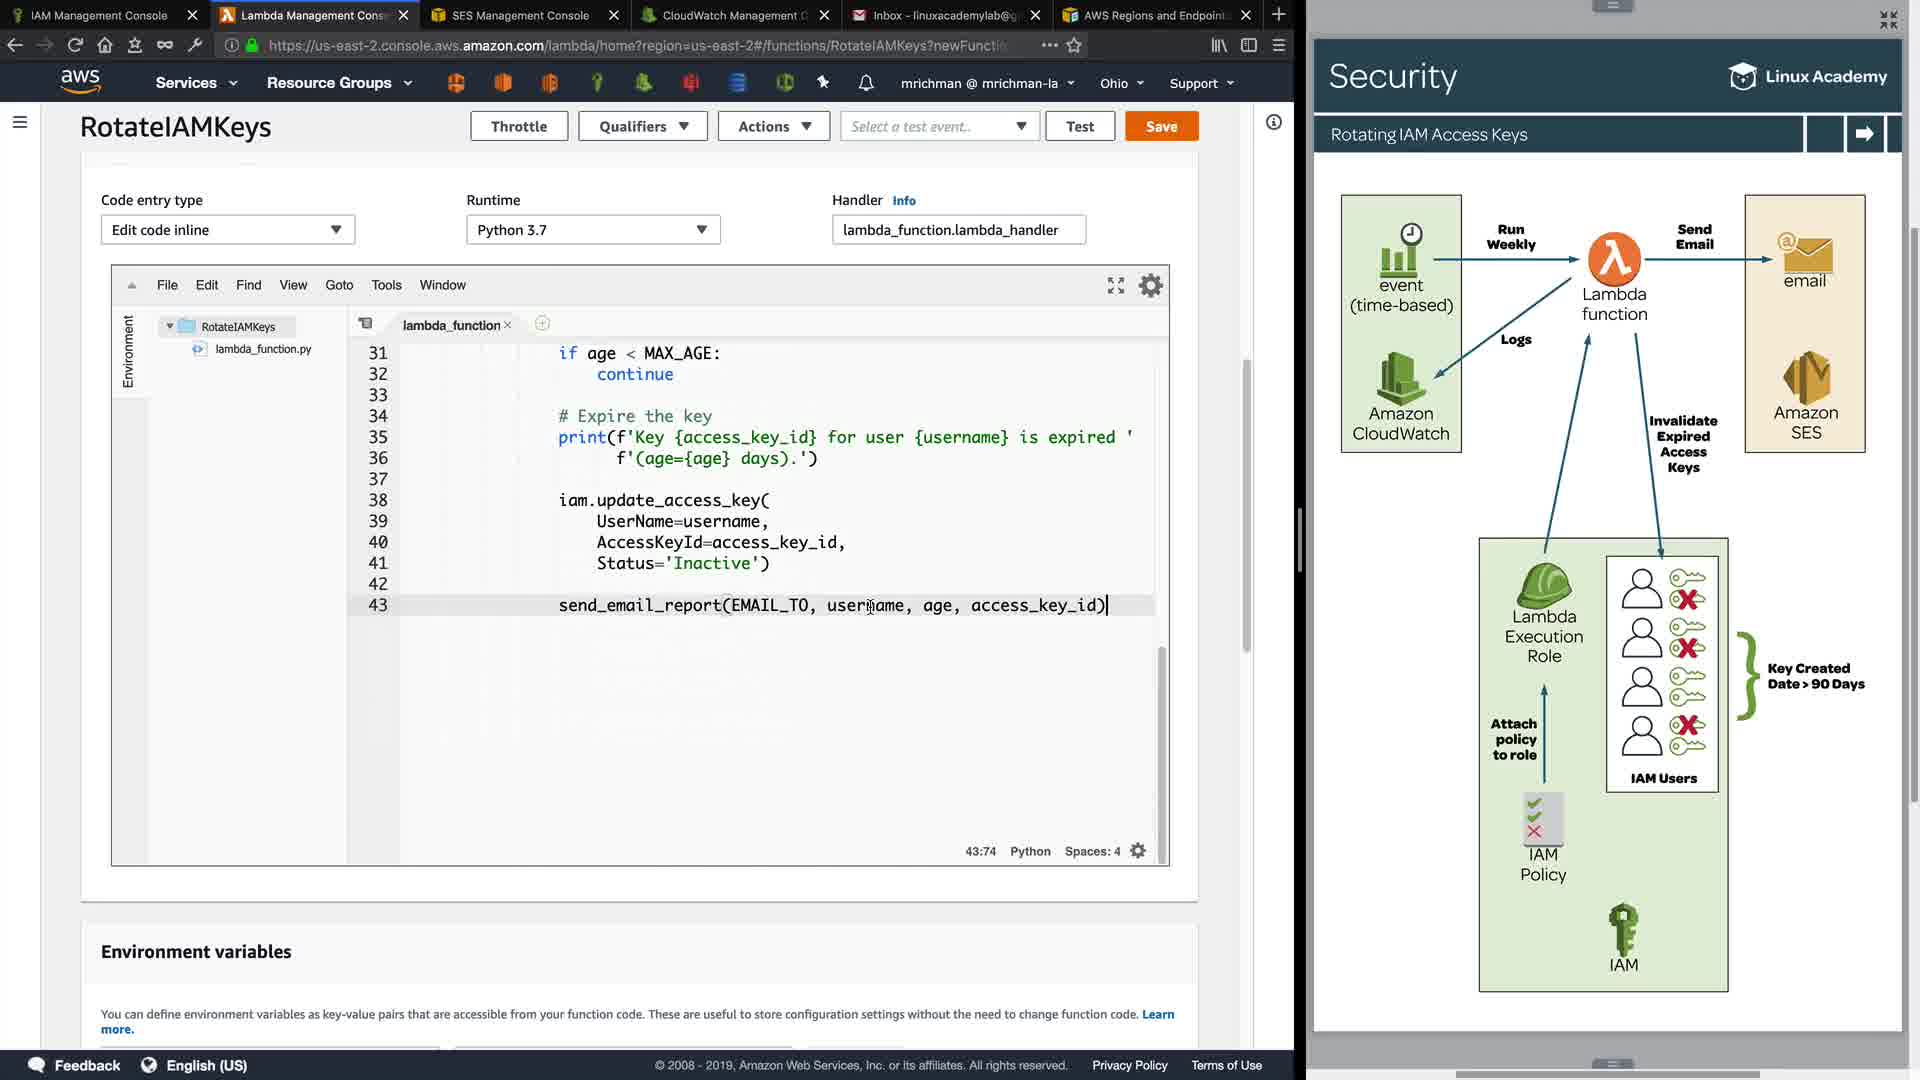 IAM Management Console
Lambda Management Cons
SES Management Console
CloudWatch Management C
Inbox - linuxacademylab@g
AWS Regions and Endpoint
https://us-east-2.console.aws.amazon.com/lambda/home?region=us-east-2#/functions/RotateIAMKeys?newFuncti
aws
Services
Resource Groups
mrichman @ mrichman-la
Ohio
Support
RotateIAMKeys
Throttle
Qualifiers
Actions
Select a test event..
Test
Save
Code entry type
Edit code inline
Runtime
Python 3.7
Handler Info
lambda_function.lambda_handler
File Edit Find View Goto Tools Window
Environment
RotateIAMKeys
lambda_function.py
lambda_function
31 if age < MAX_AGE:
32 continue
33
34 # Expire the key
35 print(f'Key {access_key_id} for user {username} is expired '
36 f'(age={age} days).')
37
38 iam.update_access_key(
39 UserName=username,
40 AccessKeyId=access_key_id,
41 Status='Inactive')
42
43 send_email_report(EMAIL_TO, username, age, access_key_id)
43:74 Python Spaces: 4
Environment variables
You can define environment variables as key-value pairs that are accessible from your function code. These are useful to store configuration settings without the need to change function code. Learn
more.
Feedback
English (US)
© 2008 - 2019, Amazon Web Services, Inc. or its affiliates. All rights reserved.
Privacy Policy
Terms of Use
Security
Linux Academy
Rotating IAM Access Keys
event
(time-based)
Run
Weekly
Lambda
function
Send
Email
email
Logs
Amazon
CloudWatch
Amazon
SES
Invalidate
Expired
Access
Keys
Lambda
Execution
Role
Key Created
Date > 90 Days
Attach
policy
to role
IAM Users
IAM
Policy
IAM